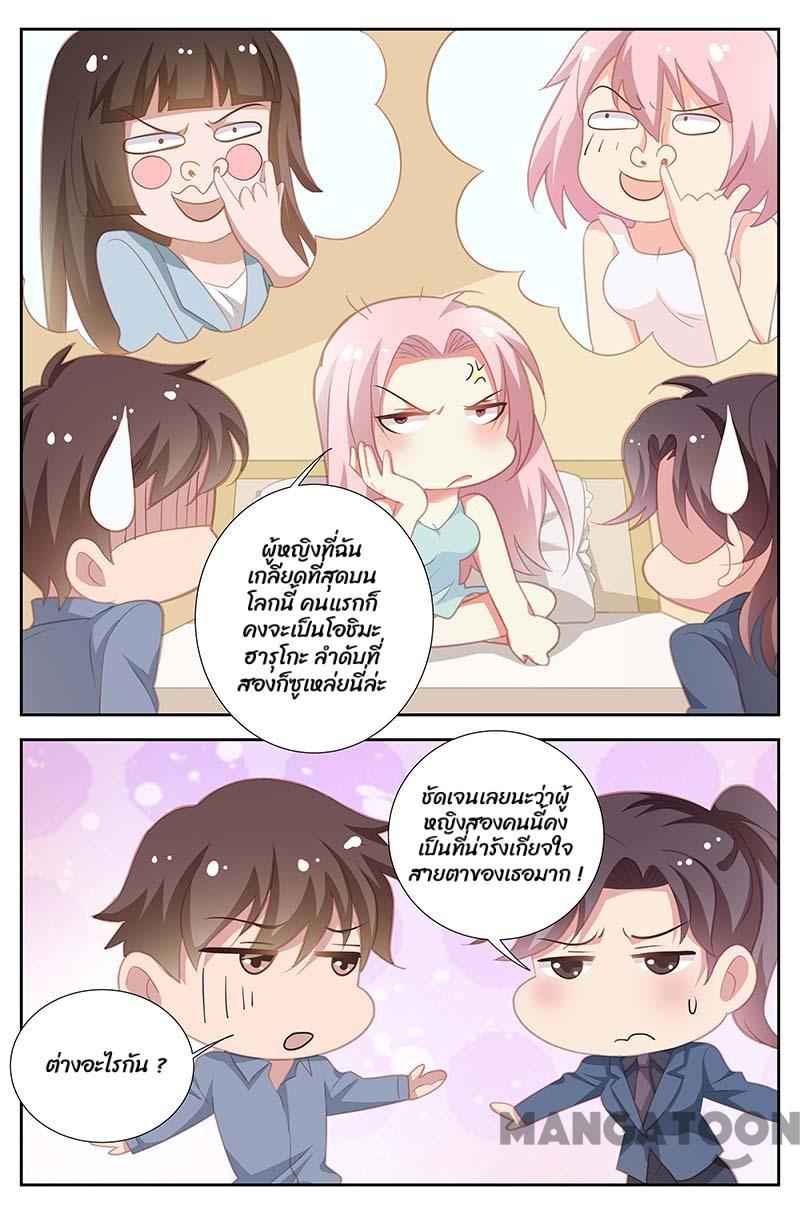 ผู้หญิงที่ฉัน
เกลียดที่สุดบน
โลกนี้ คนแรกก็
คงจะเป็นโอชิมะ
ฮารุโกะ ลำดับที่
สองก็ซูเหล่ยนี่ล่ะ
ชัดเจนเลยนะว่าผู้
หญิงสองคนนี้คง
เป็นที่น่ารังเกียจใจ
สายตาของเธอมาก !
ต่างอะไรกัน ?
MANGATOON